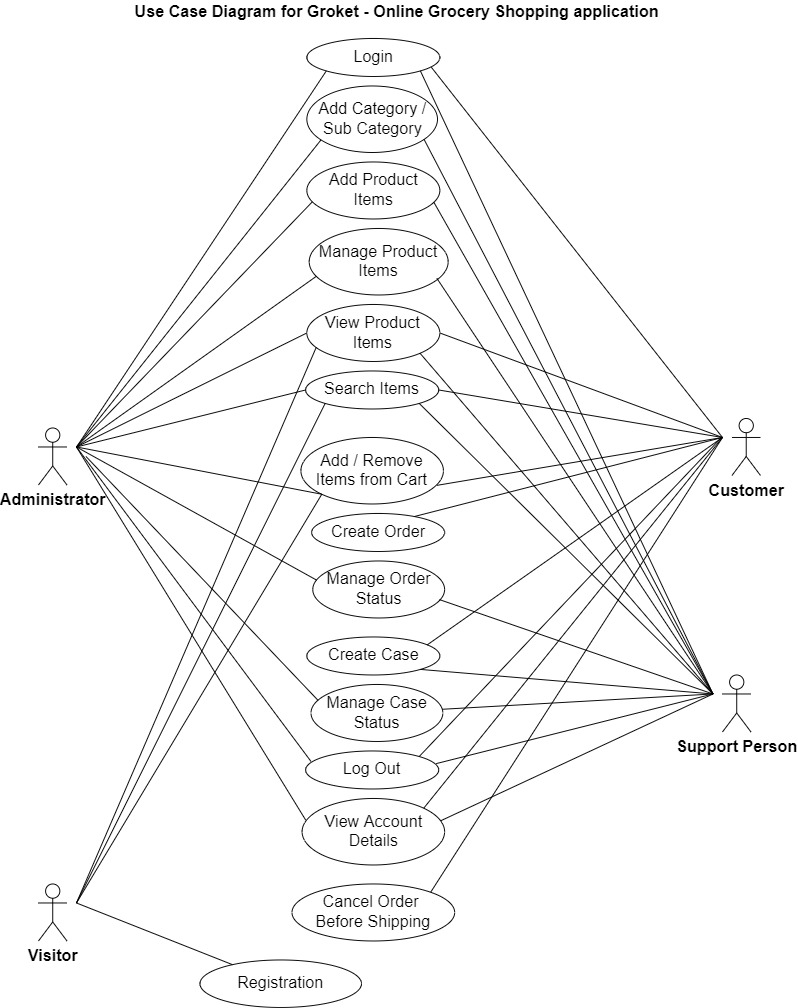 Use Case Diagram for Groket - Online Grocery Shopping application
Login
Add Category /
Sub Category
Add Product
Items
Manage Product
Items
View Product
Items
Search Items
Administrator
Add / Remove
Items from Cart
Customer
Create Order
Manage Order
Status
Create Case
Manage Case
Status
Support Person
Log Out
View Account
Details
Cancel Order
Before Shipping
Visitor
Registration